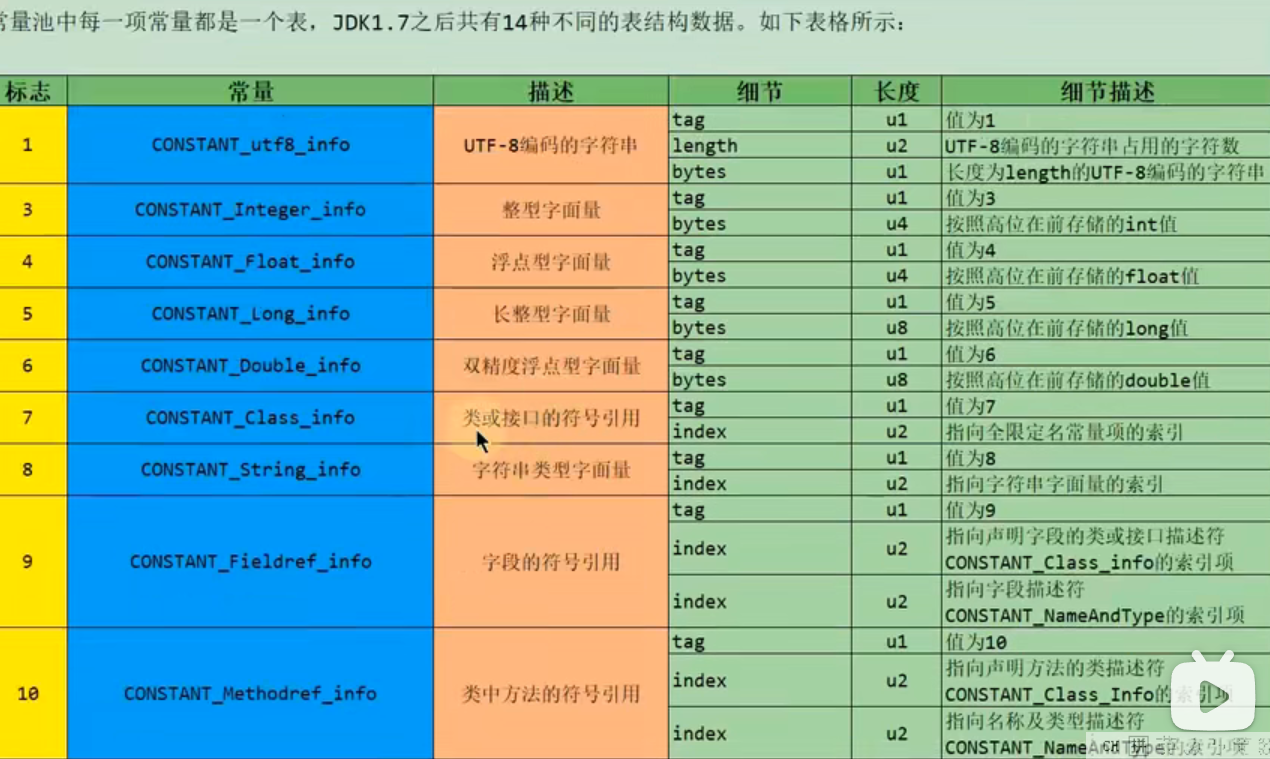 常量池中每一项常量都是一个表，JDK1.7之后共有14种不同的表结构数据。如下表格所示：
标志 常量 描述 细节 长度 细节描述
1 CONSTANT_utf8_info UTF-8编码的字符串
tag u1 值为1
length u2 UTF-8编码的字符串占用的字符数
bytes u1 长度为length的UTF-8编码的字符串
3 CONSTANT_Integer_info 整型字面量
tag u1 值为3
bytes u4 按照高位在前存储的int值
4 CONSTANT_Float_info 浮点型字面量
tag u1 值为4
bytes u4 按照高位在前存储的float值
5 CONSTANT_Long_info 长整型字面量
tag u1 值为5
bytes u8 按照高位在前存储的long值
6 CONSTANT_Double_info 双精度浮点型字面量
tag u1 值为6
bytes u8 按照高位在前存储的double值
7 CONSTANT_Class_info 类或接口的符号引用
tag u1 值为7
index u2 指向全限定名常量项的索引
8 CONSTANT_String_info 字符串类型字面量
tag u1 值为8
index u2 指向字符串字面量的索引
9 CONSTANT_Fieldref_info 字段的符号引用
tag u1 值为9
index u2 指向声明字段的类或接口描述符
CONSTANT_Class_info的索引项
index u2 指向字段描述符
CONSTANT_NameAndType的索引项
10 CONSTANT_Methodref_info 类中方法的符号引用
tag u1 值为10
index u2 指向声明方法的类描述符
CONSTANT_Class_Info的索引项
index u2 指向名称及类型描述符
CONSTANT_NameAndType的索引项
CH